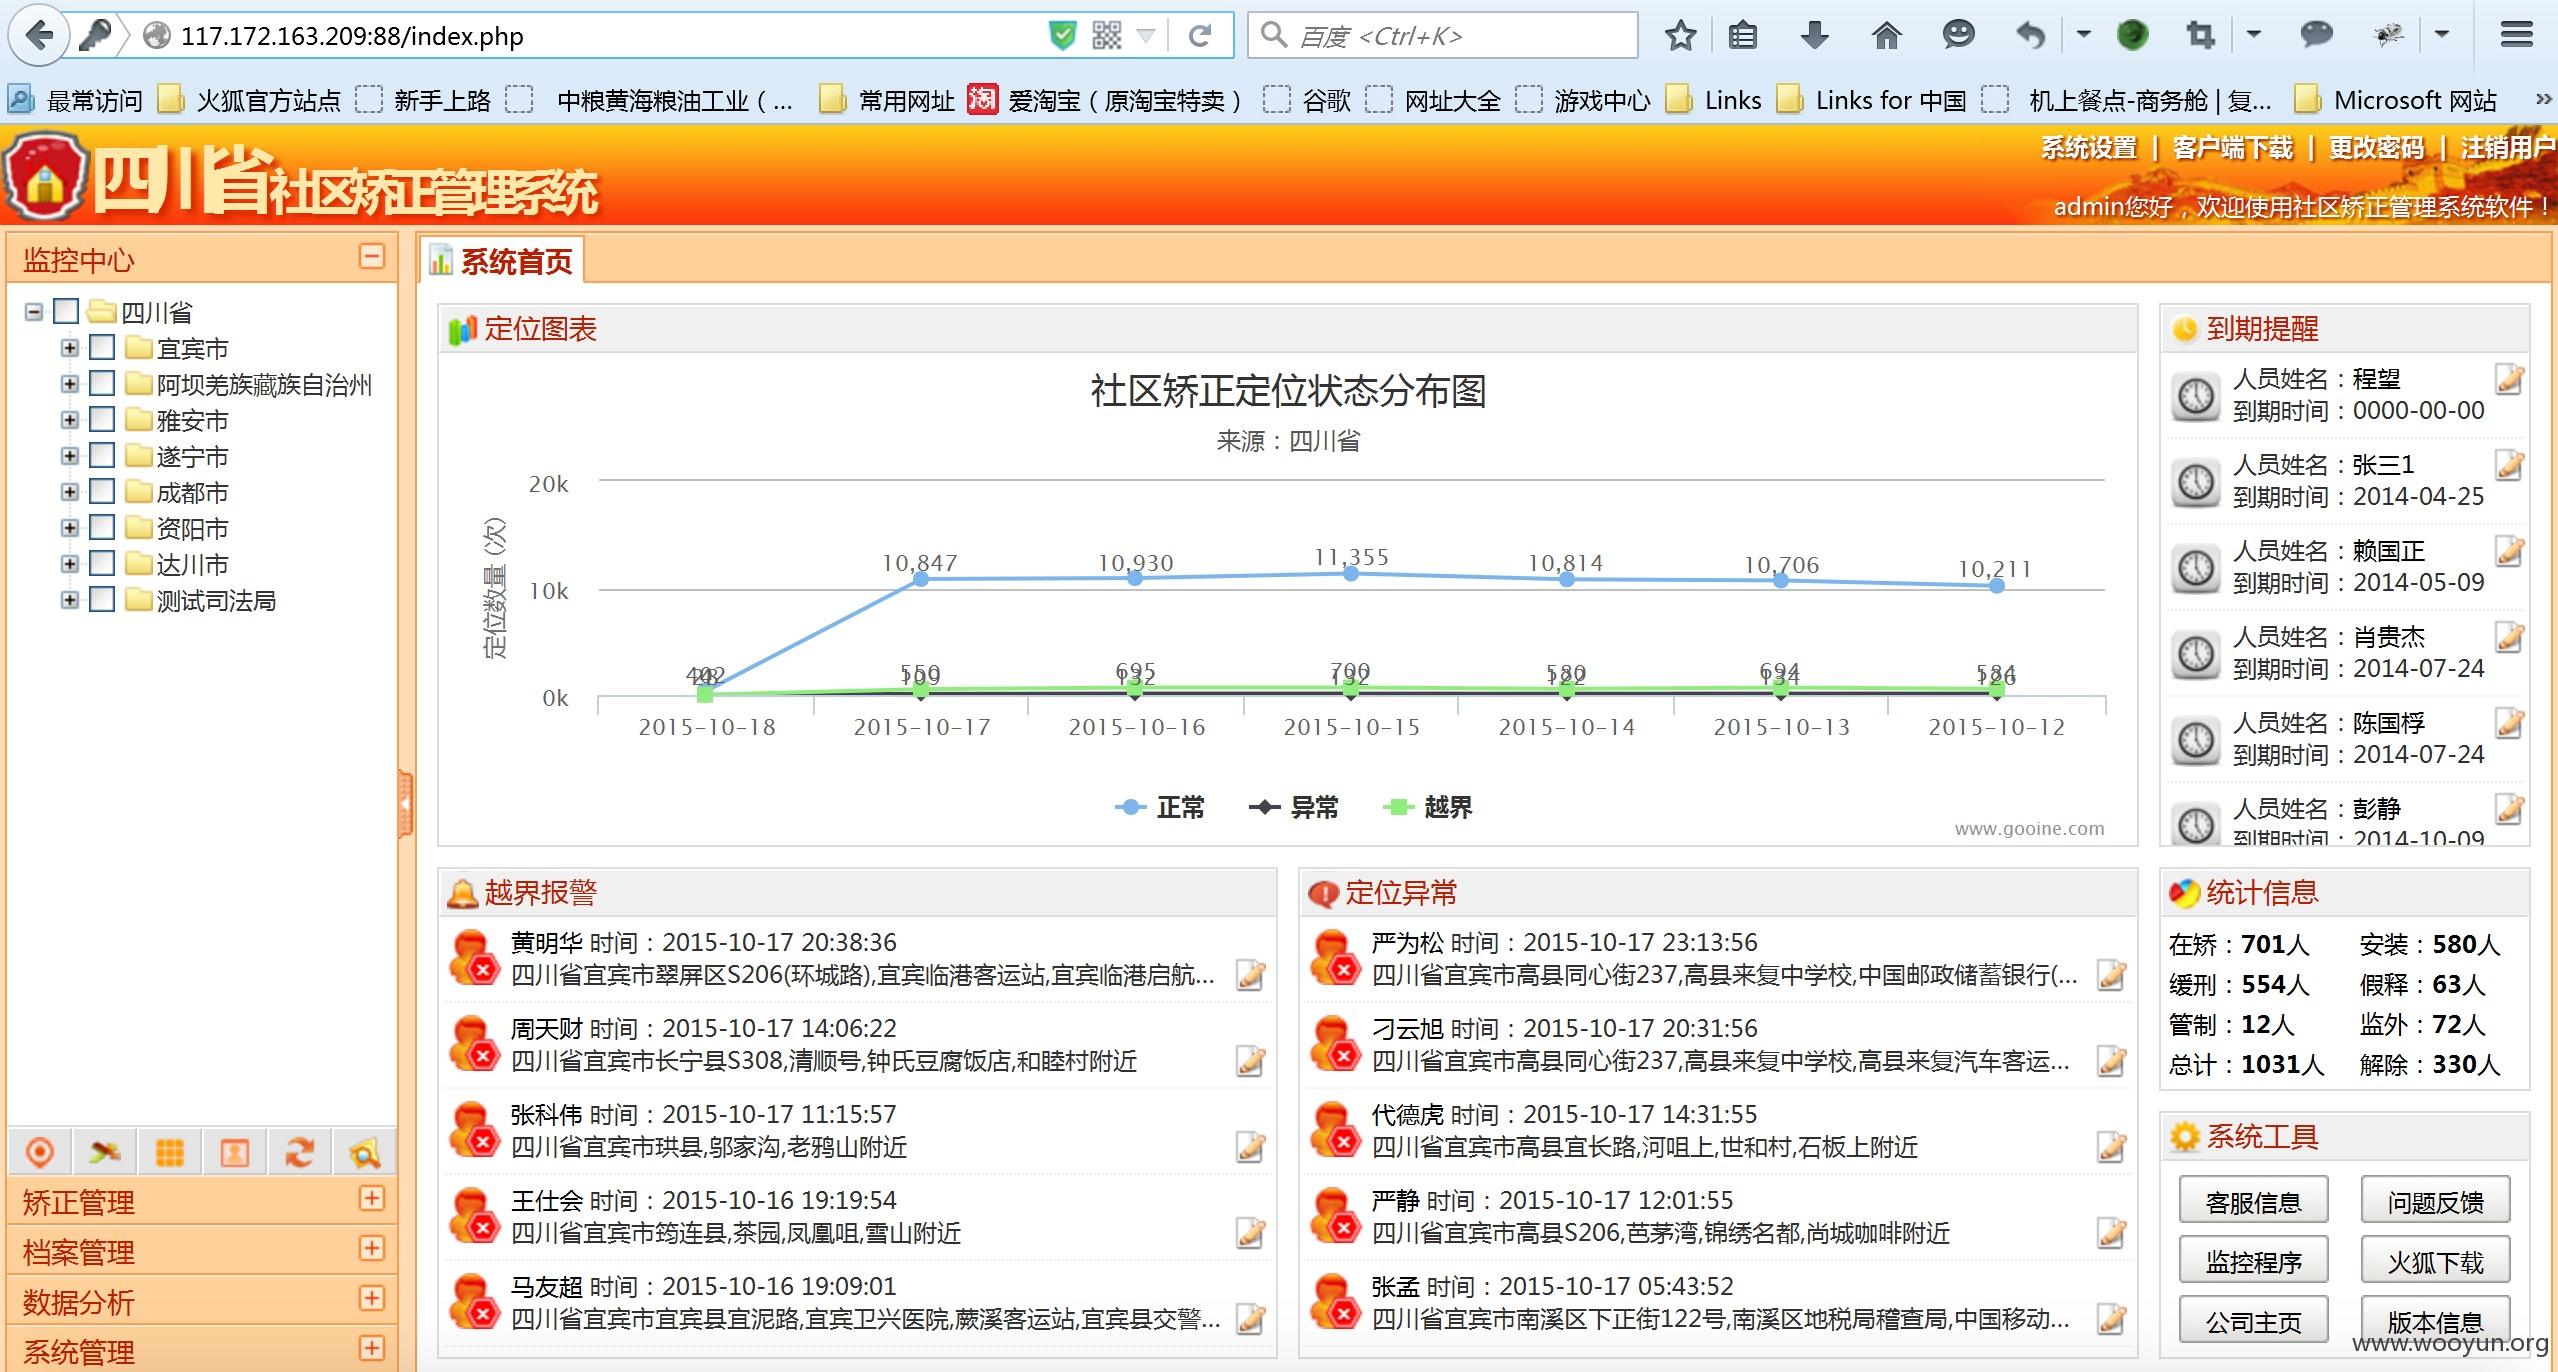 117.172.163.209:88/index.php
百度 <Ctrl+K>
最常访问 火狐官方站点 新手上路 中粮黄海粮油工业（... 常用网址 淘 爱淘宝（原淘宝特卖） 谷歌 网址大全 游戏中心 Links Links for 中国 机上餐点-商务舱 | 复... Microsoft 网站 »
四川省社区矫正管理系统
系统设置 | 客户端下载 | 更改密码 | 注销用户
admin您好，欢迎使用社区矫正管理系统软件！
监控中心
四川省
宜宾市
阿坝羌族藏族自治州
雅安市
遂宁市
成都市
资阳市
达川市
测试司法局
矫正管理
档案管理
数据分析
系统管理
系统首页
定位图表
社区矫正定位状态分布图
来源：四川省
定位数量 (次)
20k
10k
0k
10,847 10,930 11,355 10,814 10,706 10,211
402 550 695 700 580 694 584
109 132 132 122 134 126
2015-10-18 2015-10-17 2015-10-16 2015-10-15 2015-10-14 2015-10-13 2015-10-12
正常 异常 越界
www.gooine.com
到期提醒
人员姓名：程望
到期时间：0000-00-00
人员姓名：张三1
到期时间：2014-04-25
人员姓名：赖国正
到期时间：2014-05-09
人员姓名：肖贵杰
到期时间：2014-07-24
人员姓名：陈国桴
到期时间：2014-07-24
人员姓名：彭静
到期时间：2014-10-09
越界报警
黄明华 时间：2015-10-17 20:38:36
四川省宜宾市翠屏区S206(环城路),宜宾临港客运站,宜宾临港启航...
周天财 时间：2015-10-17 14:06:22
四川省宜宾市长宁县S308,清顺号,钟氏豆腐饭店,和睦村附近
张科伟 时间：2015-10-17 11:15:57
四川省宜宾市珙县,邬家沟,老鸦山附近
王仕会 时间：2015-10-16 19:19:54
四川省宜宾市筠连县,茶园,凤凰咀,雪山附近
马友超 时间：2015-10-16 19:09:01
四川省宜宾市宜宾县宜泥路,宜宾卫兴医院,蕨溪客运站,宜宾县交警...
定位异常
严为松 时间：2015-10-17 23:13:56
四川省宜宾市高县同心街237,高县来复中学校,中国邮政储蓄银行(...
刁云旭 时间：2015-10-17 20:31:56
四川省宜宾市高县同心街237,高县来复中学校,高县来复汽车客运...
代德虎 时间：2015-10-17 14:31:55
四川省宜宾市高县宜长路,河咀上,世和村,石板上附近
严静 时间：2015-10-17 12:01:55
四川省宜宾市高县S206,芭茅湾,锦绣名都,尚城咖啡附近
张孟 时间：2015-10-17 05:43:52
四川省宜宾市南溪区下正街122号,南溪区地税局稽查局,中国移动...
统计信息
在矫：701人 安装：580人
缓刑：554人 假释：63人
管制：12人 监外：72人
总计：1031人 解除：330人
系统工具
客服信息 问题反馈
监控程序 火狐下载
公司主页 版本信息
www.wooyun.org